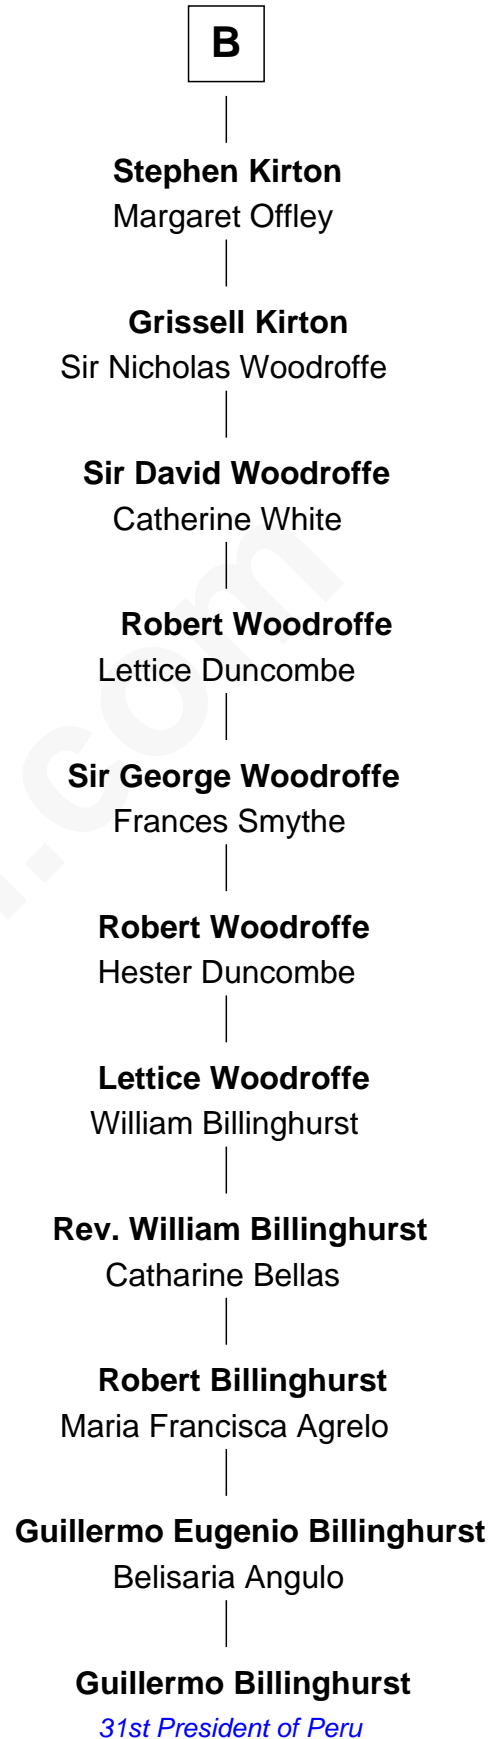 B
Stephen Kirton
Margaret Offley
Grissell Kirton
Sir Nicholas Woodroffe
Sir David Woodroffe
Catherine White
Robert Woodroffe
Lettice Duncombe
Sir George Woodroffe
Frances Smythe
Robert Woodroffe
Hester Duncombe
Lettice Woodroffe
William Billinghurst
Rev. William Billinghurst
Catharine Bellas
Robert Billinghurst
Maria Francisca Agrelo
Guillermo Eugenio Billinghurst
Belisaria Angulo
Guillermo Billinghurst
31st President of Peru